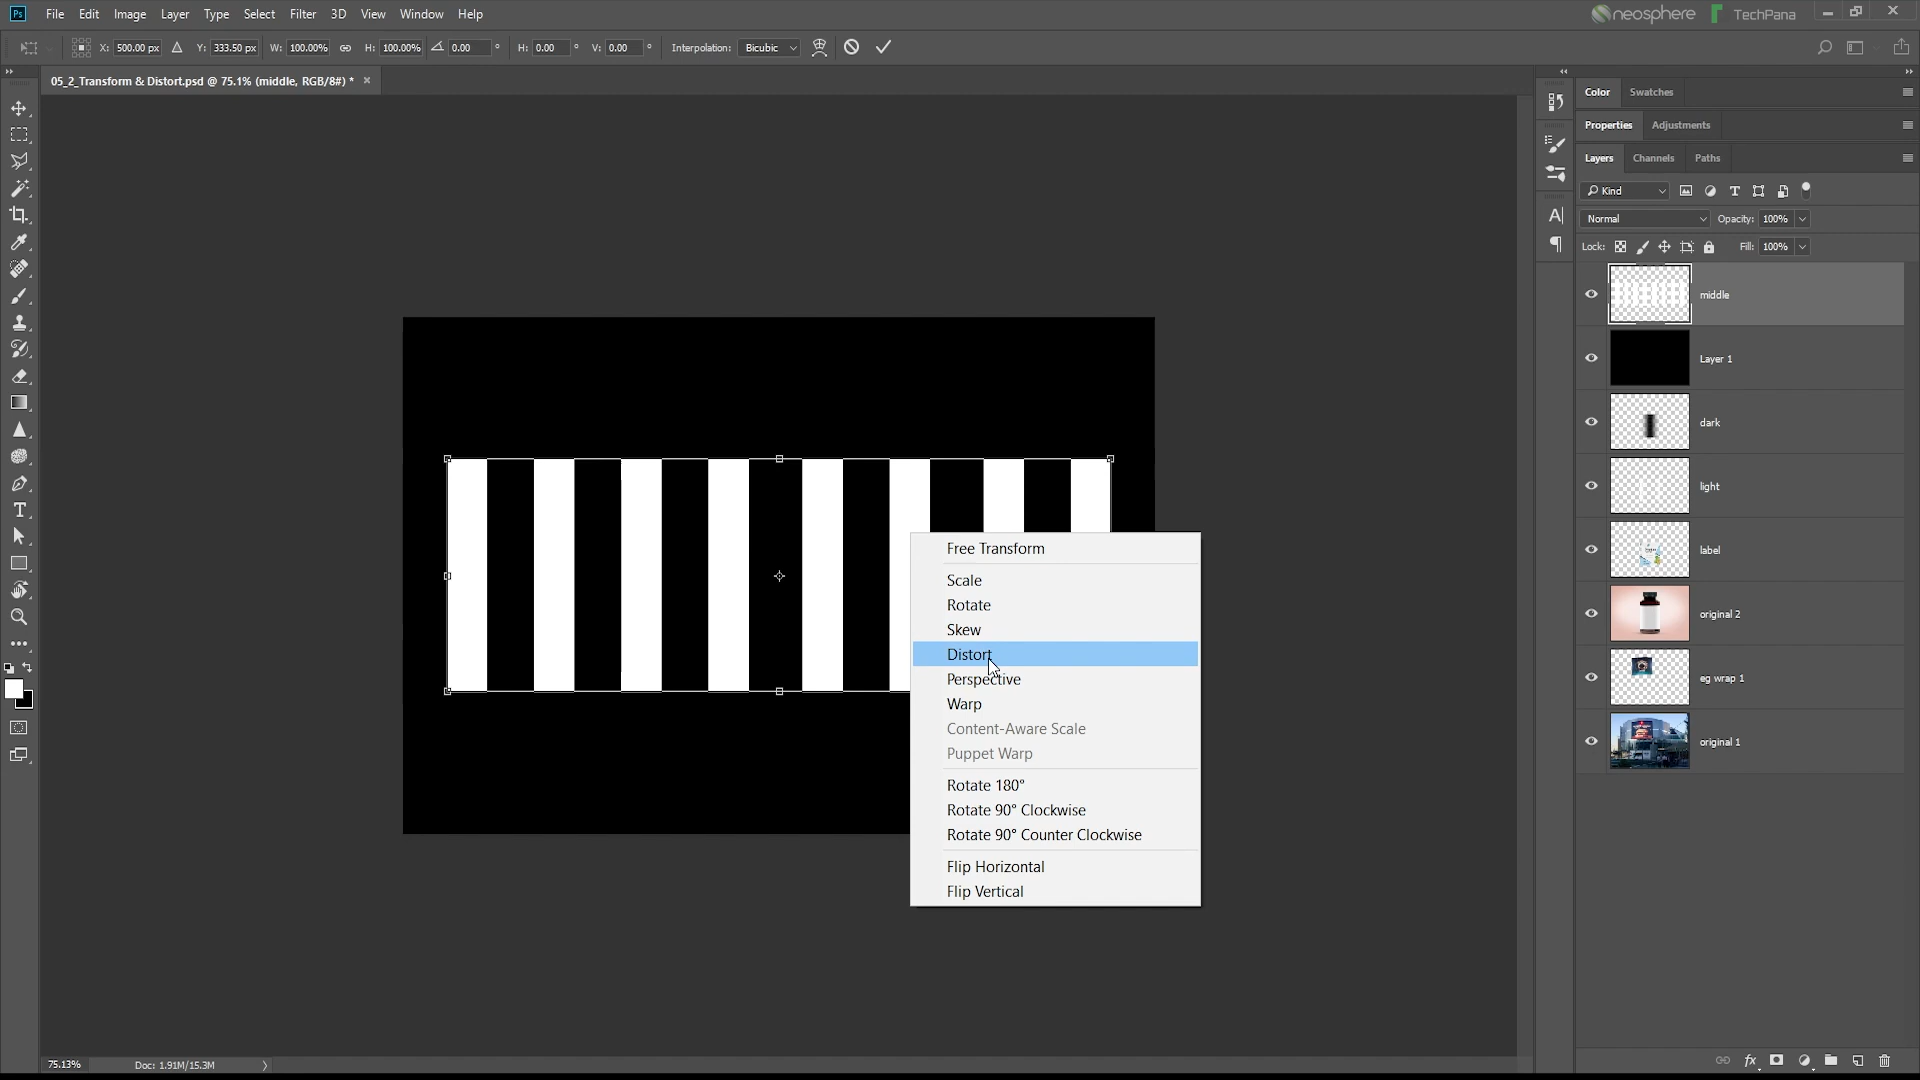 Ps File Edit Image Layer Type Select Filter 3D View Window Help
neosphere TechPana
X: 500.00 px Y: 333.50 px W: 100.00% H: 100.00% 0.00 ° H: 0.00 ° V: 0.00 ° Interpolation: Bicubic
05_2_Transform & Distort.psd @ 75.1% (middle, RGB/8#) * ×
Color Swatches
Properties Adjustments
Layers Channels Paths
Kind
Normal Opacity: 100%
Lock: Fill: 100%
middle
Layer 1
dark
light
label
original 2
eg wrap 1
original 1
Free Transform
Scale
Rotate
Skew
Distort
Perspective
Warp
Content-Aware Scale
Puppet Warp
Rotate 180°
Rotate 90° Clockwise
Rotate 90° Counter Clockwise
Flip Horizontal
Flip Vertical
75.13% Doc: 1.91M/15.3M